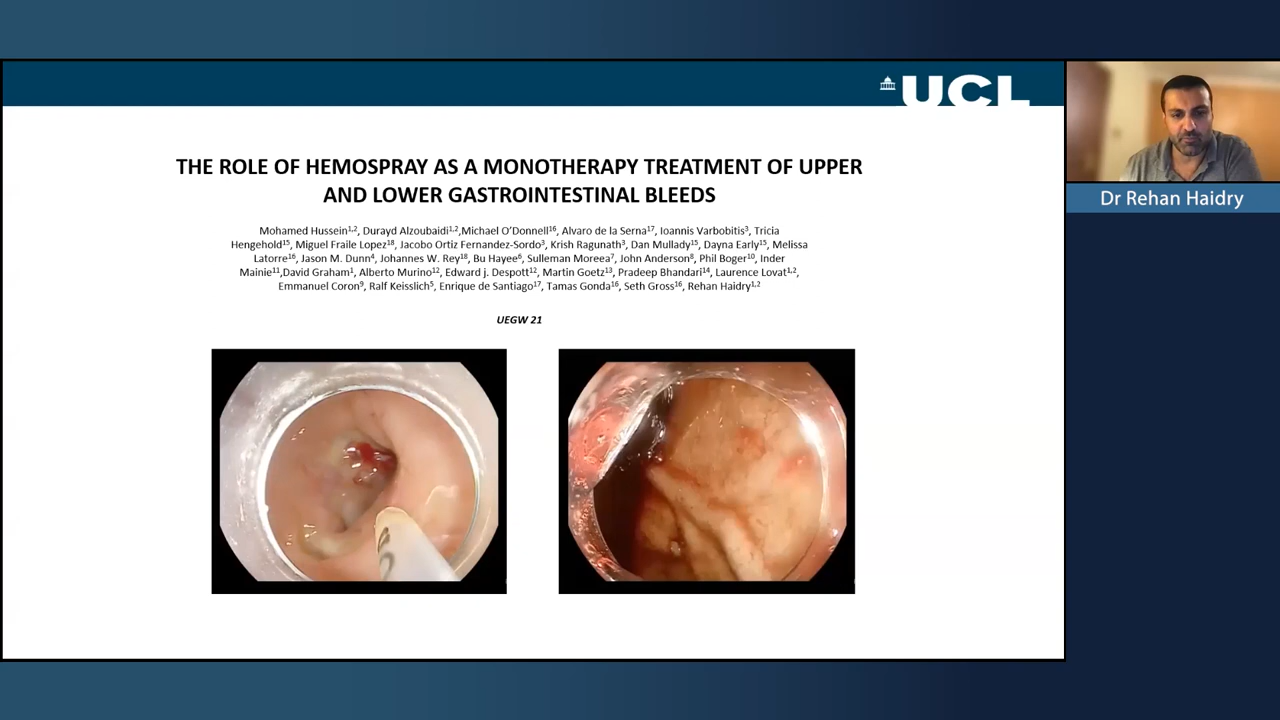 UCL
THE ROLE OF HEMOSPRAY AS A MONOTHERAPY TREATMENT OF UPPER
AND LOWER GASTROINTESTINAL BLEEDS
Mohamed Hussein1,2, Durayd Alzoubaidi1,2,Michael O’Donnell16, Alvaro de la Serna17, Ioannis Varbobitis3, Tricia
Hengehold15, Miguel Fraile Lopez18, Jacobo Ortiz Fernandez-Sordo3, Krish Ragunath3, Dan Mullady15, Dayna Early15, Melissa
Latorre16, Jason M. Dunn4, Johannes W. Rey18, Bu Hayee6, Sulleman Moreea7, John Anderson8, Phil Boger10, Inder
Mainie11,David Graham1, Alberto Murino12, Edward j. Despott12, Martin Goetz13, Pradeep Bhandari14, Laurence Lovat1,2,
Emmanuel Coron9, Ralf Keisslich5, Enrique de Santiago17, Tamas Gonda16, Seth Gross16, Rehan Haidry1,2
UEGW 21
Dr Rehan Haidry